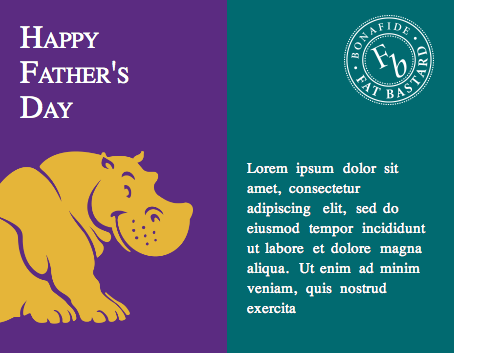 Happy
Father's
Day
BONAFIDE
Fb
FAT BASTARD
Lorem ipsum dolor sit
amet, consectetur
adipiscing elit, sed do
eiusmod tempor incididunt
ut labore et dolore magna
aliqua. Ut enim ad minim
veniam, quis nostrud
exercita